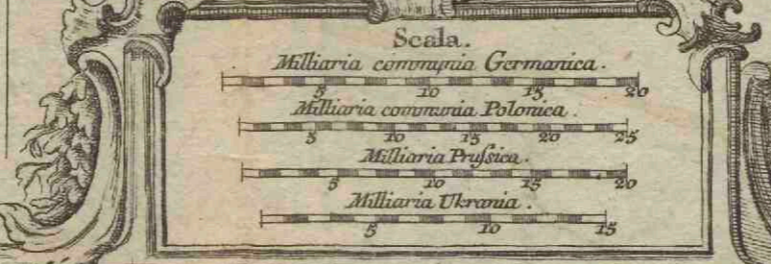 Scala.
Milliaria communia Germanica.
5 10 15 20
Milliaria communia Polonica.
5 10 15 20 25
Milliaria Pruſsica.
5 10 15 20
Milliaria Ukrania.
5 10 15